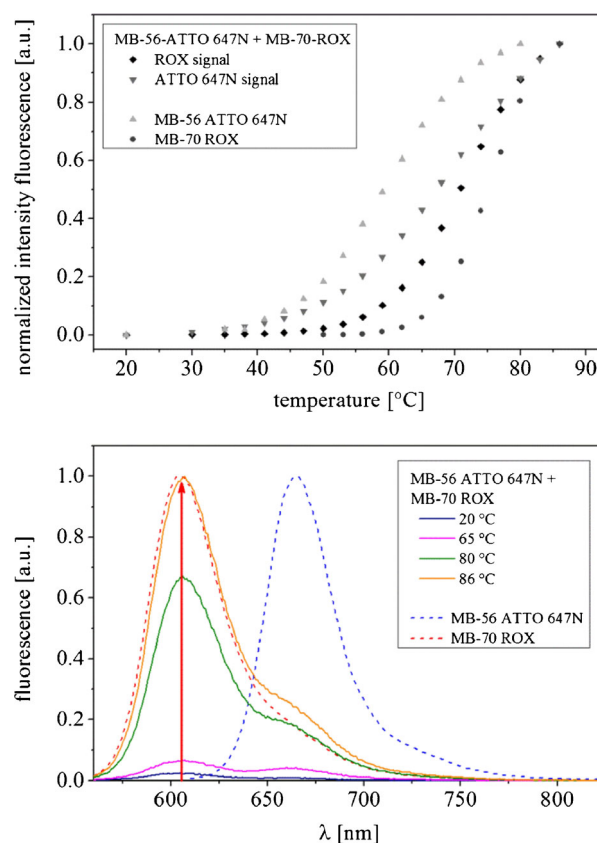 normalized intensity fluorescence [a.u.]
1.0
0.8
0.6
0.4
0.2
0.0
MB-56-ATTO 647N + MB-70-ROX
ROX signal
ATTO 647N signal
MB-56 ATTO 647N
MB-70 ROX
20 30 40 50 60 70 80 90
temperature [°C]
fluorescence [a.u.]
1.0
0.8
0.6
0.4
0.2
0.0
MB-56 ATTO 647N +
MB-70 ROX
20 °C
65 °C
80 °C
86 °C
MB-56 ATTO 647N
MB-70 ROX
600 650 700 750 800
λ [nm]